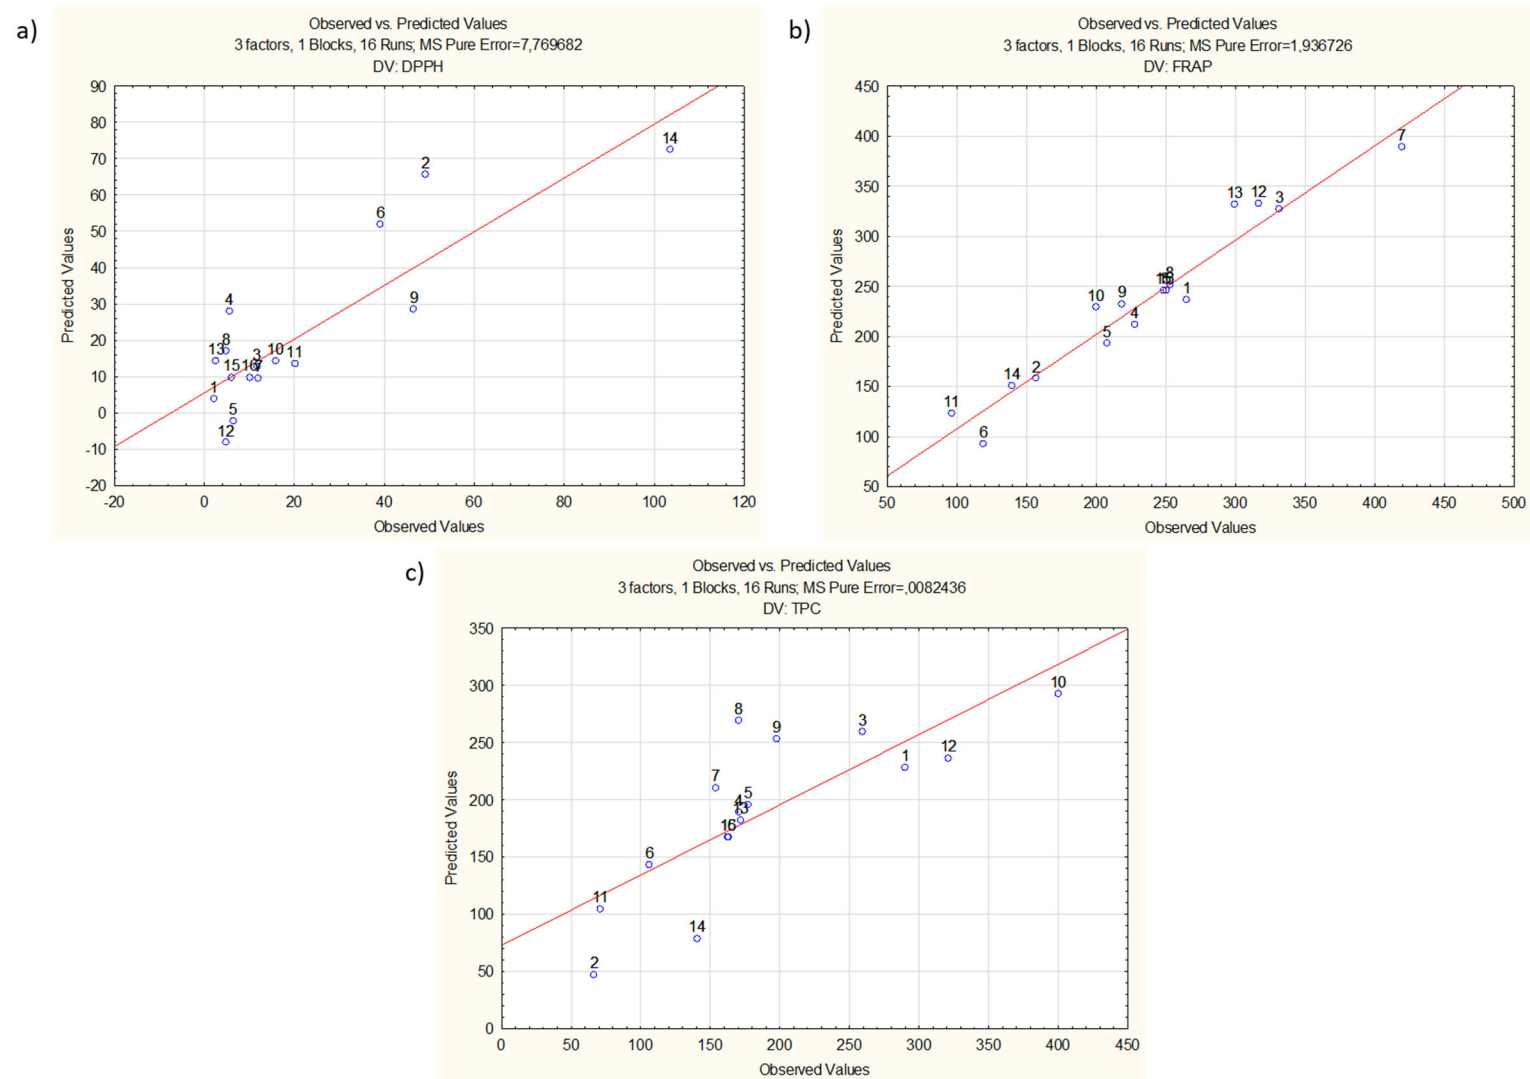 a)
Observed vs. Predicted Values
3 factors, 1 Blocks, 16 Runs; MS Pure Error=7,769682
DV: DPPH
90
80
70
60
50
40
30
20
10
0
-10
-20
Predicted Values
14
2
6
9
4
8
13
3
10
11
15
1
5
12
-20 0 20 40 60 80 100 120
Observed Values
b)
Observed vs. Predicted Values
3 factors, 1 Blocks, 16 Runs; MS Pure Error=1,936726
DV: FRAP
450
400
350
300
250
200
150
100
50
Predicted Values
7
13 12 3
8
10 9 1
4
5
14 2
11
6
50 100 150 200 250 300 350 400 450 500
Observed Values
c)
Observed vs. Predicted Values
3 factors, 1 Blocks, 16 Runs; MS Pure Error=,0082436
DV: TPC
350
300
250
200
150
100
50
0
Predicted Values
10
8
9 3
1 12
7
4 5
13
6
11
14
2
0 50 100 150 200 250 300 350 400 450
Observed Values